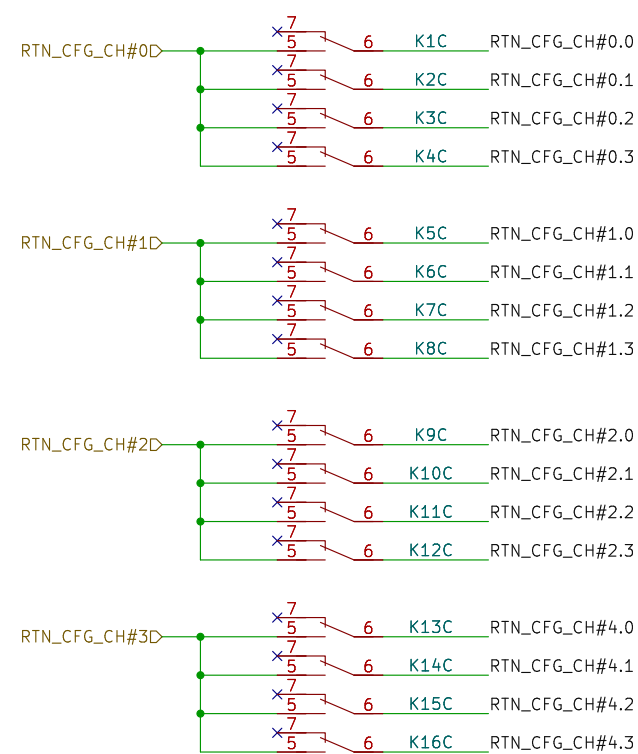 7
RTN_CFG_CH#0 5 6 K1C RTN_CFG_CH#0.0
7
5 6 K2C RTN_CFG_CH#0.1
7
5 6 K3C RTN_CFG_CH#0.2
7
5 6 K4C RTN_CFG_CH#0.3
7
RTN_CFG_CH#1 5 6 K5C RTN_CFG_CH#1.0
7
5 6 K6C RTN_CFG_CH#1.1
7
5 6 K7C RTN_CFG_CH#1.2
7
5 6 K8C RTN_CFG_CH#1.3
7
RTN_CFG_CH#2 5 6 K9C RTN_CFG_CH#2.0
7
5 6 K10C RTN_CFG_CH#2.1
7
5 6 K11C RTN_CFG_CH#2.2
7
5 6 K12C RTN_CFG_CH#2.3
7
RTN_CFG_CH#3 5 6 K13C RTN_CFG_CH#4.0
7
5 6 K14C RTN_CFG_CH#4.1
7
5 6 K15C RTN_CFG_CH#4.2
7
5 6 K16C RTN_CFG_CH#4.3